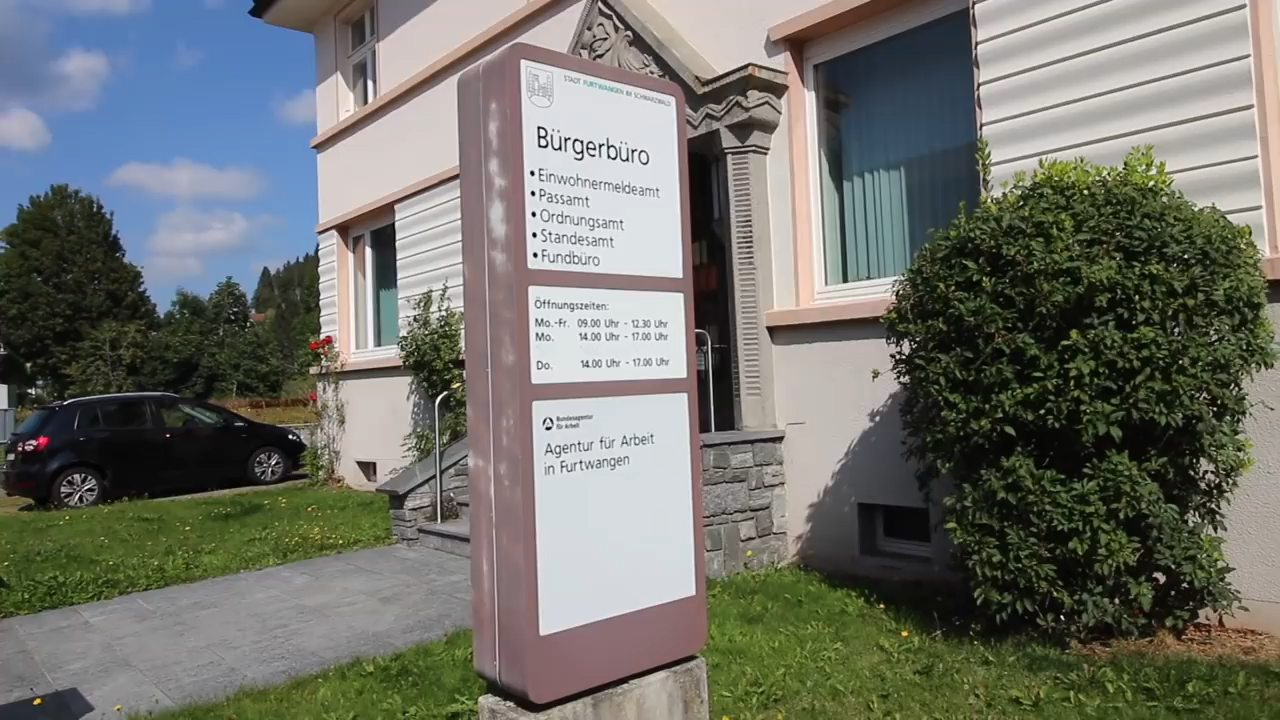 STADT FURTWANGEN IM SCHWARZWALD
Bürgerbüro
• Einwohnermeldeamt
• Passamt
• Ordnungsamt
• Standesamt
• Fundbüro
Öffnungszeiten:
Mo.-Fr. 09.00 Uhr - 12.30 Uhr
Mo. 14.00 Uhr - 17.00 Uhr
Do. 14.00 Uhr - 17.00 Uhr
Bundesagentur
für Arbeit
Agentur für Arbeit
in Furtwangen